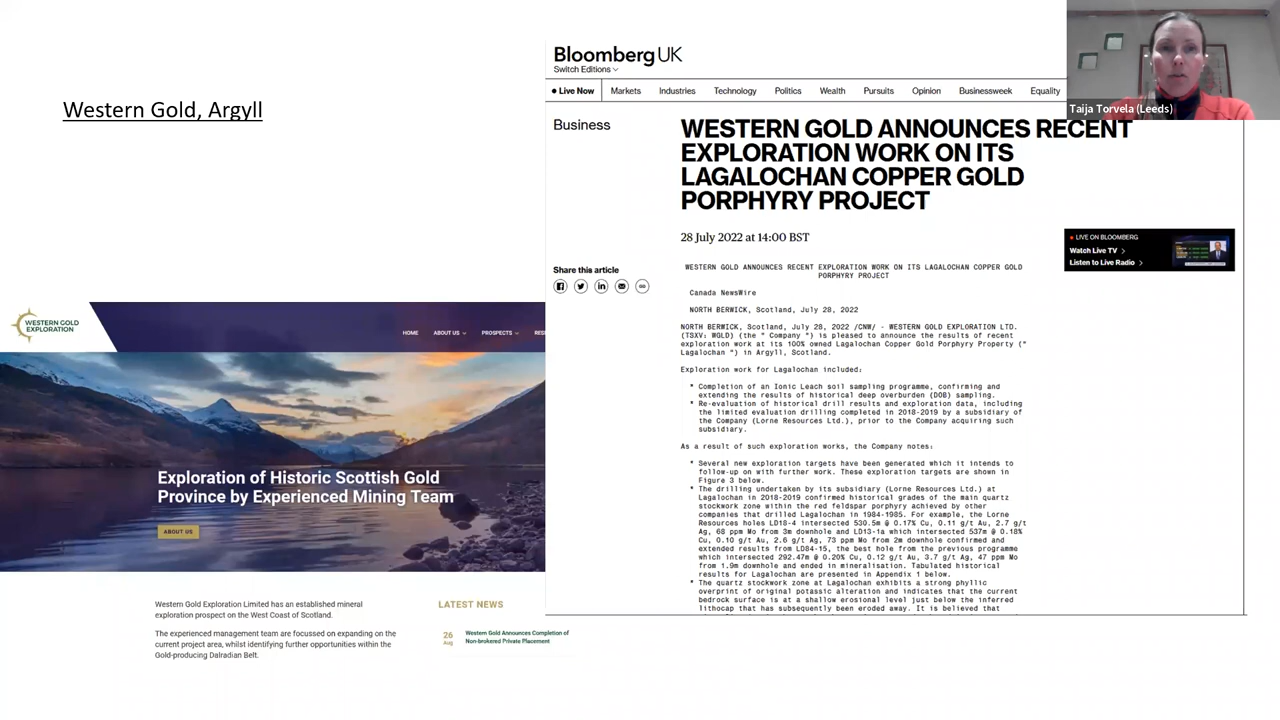 Western Gold, Argyll
Bloomberg UK
Switch Editions
Live Now
Markets
Industries
Technology
Politics
Wealth
Pursuits
Opinion
Businessweek
Equality
Taija Torvela (Leeds)
Business
WESTERN GOLD ANNOUNCES RECENT
EXPLORATION WORK ON ITS
LAGALOCHAN COPPER GOLD
PORPHYRY PROJECT
28 July 2022 at 14:00 BST
LIVE ON BLOOMBERG
Watch Live TV
Listen to Live Radio
Share this article
WESTERN GOLD ANNOUNCES RECENT EXPLORATION WORK ON ITS LAGALOCHAN COPPER GOLD
PORPHYRY PROJECT
Canada NewsWire
NORTH BERWICK, Scotland, July 28, 2022
NORTH BERWICK, Scotland, July 28, 2022 /CNW/ - WESTERN GOLD EXPLORATION LTD.
(TSXV: WGLD) (the " Company ") is pleased to announce the results of recent
exploration work at its 100% owned Lagalochan Copper Gold Porphyry Property ("
Lagalochan ") in Argyll, Scotland.
Exploration work for Lagalochan included:
* Completion of an Ionic Leach soil sampling programme, confirming and
extending the results of historical deep overburden (DOB) sampling.
* Re-evaluation of historical drill results and exploration data, including
the limited evaluation drilling completed in 2018-2019 by a subsidiary of
the Company (Lorne Resources Ltd.), prior to the Company acquiring such
subsidiary.
As a result of such exploration works, the Company notes:
* Several new exploration targets have been generated which it intends to
follow-up on with further work. These exploration targets are shown in
Figure 3 below.
* The drilling undertaken by its subsidiary (Lorne Resources Ltd.) at
Lagalochan in 2018-2019 confirmed historical grades of the main quartz
stockwork zone within the red feldspar porphyry achieved by other
companies that drilled Lagalochan in 1984-1985. For example, the Lorne
Resources holes LD18-4 intersected 530.5m @ 0.17% Cu, 0.11 g/t Au, 2.7 g/t
Ag, 68 ppm Mo from 3m downhole and LD13-1a which intersected 537m @ 0.18%
Cu, 0.10 g/t Au, 2.6 g/t Ag, 73 ppm Mo from 2m downhole confirmed and
extended results from LD84-15, the best hole from the previous programme
which intersected 292.47m @ 0.20% Cu, 0.12 g/t Au, 3.7 g/t Ag, 47 ppm Mo
from 1.9m downhole and ended in mineralisation. Tabulated historical
results for Lagalochan are presented in Appendix 1 below.
* The quartz stockwork zone at Lagalochan exhibits a strong phyllic
overprint of original potassic alteration and indicates that the current
bedrock surface is at a shallow erosional level just below the inferred
lithocap that has subsequently been eroded away. It is believed that
WESTERN GOLD
EXPLORATION
HOME
ABOUT US
PROSPECTS
RES
Exploration of Historic Scottish Gold
Province by Experienced Mining Team
ABOUT US
Western Gold Exploration Limited has an established mineral
exploration prospect on the West Coast of Scotland.
The experienced management team are focussed on expanding on the
current project area, whilst identifying further opportunities within the
Gold-producing Dalradian Belt.
LATEST NEWS
26
Aug
Western Gold Announces Completion of
Non-brokered Private Placement